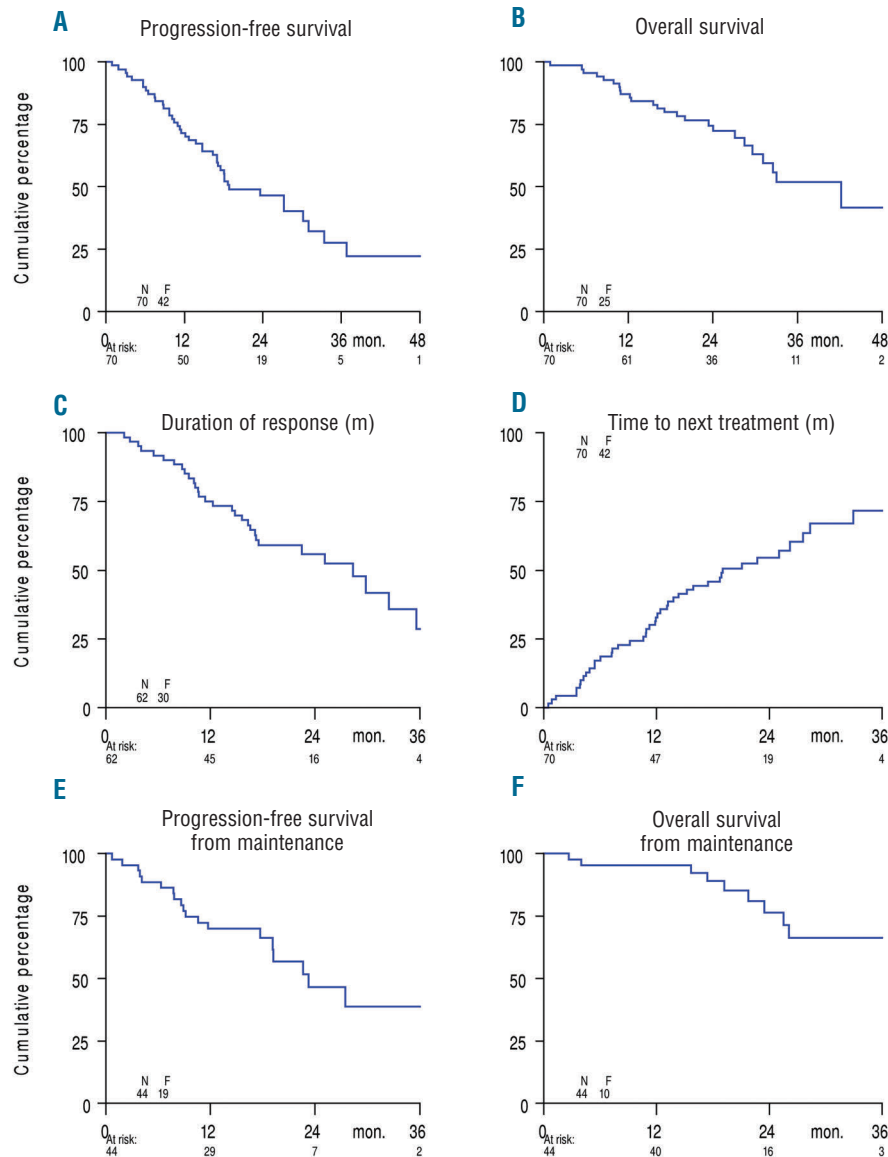 A
Progression-free survival
Cumulative percentage
100
75
50
25
0
N F
70 42
0 12 24 36 mon. 48
At risk:
70 50 19 5 1
B
Overall survival
100
75
50
25
0
N F
70 25
0 12 24 36 mon. 48
At risk:
70 61 36 11 2
C
Duration of response (m)
Cumulative percentage
100
75
50
25
0
N F
62 30
0 12 24 mon. 36
At risk:
62 45 16 4
D
Time to next treatment (m)
N F
70 42
100
75
50
25
0
0 12 24 mon. 36
At risk:
70 47 19 4
E
Progression-free survival
from maintenance
Cumulative percentage
100
75
50
25
0
N F
44 19
0 12 24 mon. 36
At risk:
44 29 7 2
F
Overall survival
from maintenance
100
75
50
25
0
N F
44 10
0 12 24 mon. 36
At risk:
44 40 16 3